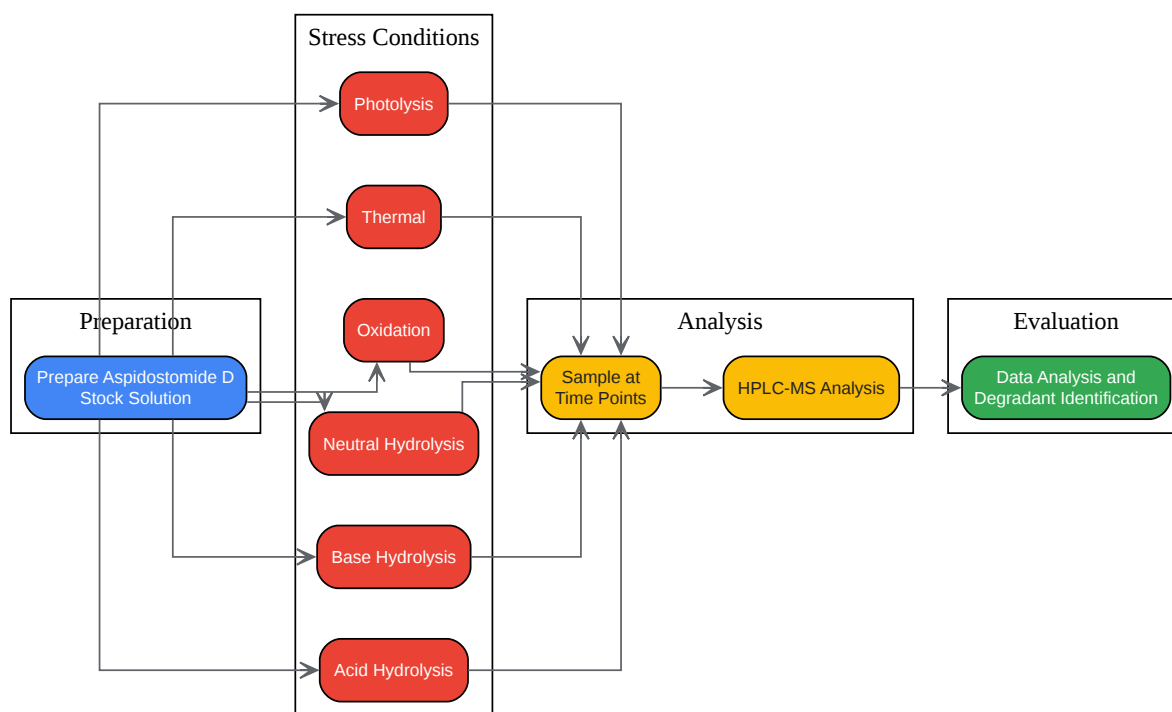 Stress Conditions
Photolysis
Thermal
Oxidation
Neutral Hydrolysis
Base Hydrolysis
Acid Hydrolysis
Preparation
Prepare Aspidostomide D
Stock Solution
Analysis
Sample at
Time Points
HPLC-MS Analysis
Evaluation
Data Analysis and
Degradant Identification